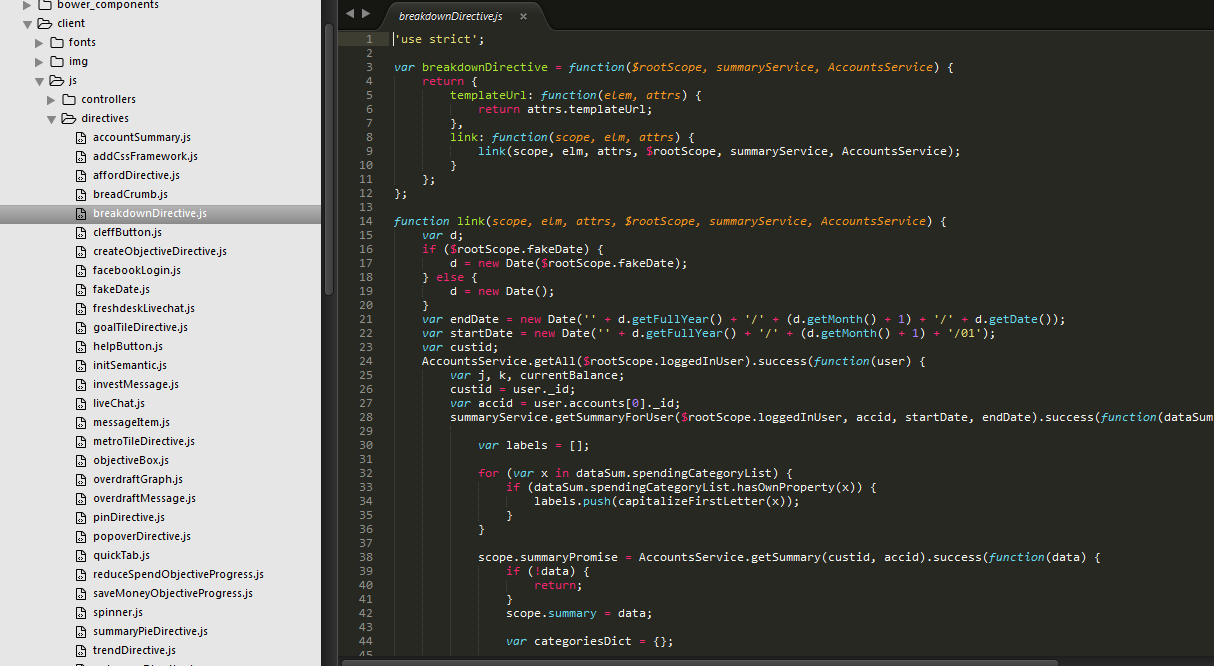 bower_components
client
fonts
img
js
controllers
directives
accountSummary.js
addCssFramework.js
affordDirective.js
breadCrumb.js
breakdownDirective.js
cleffButton.js
createObjectiveDirective.js
facebookLogin.js
fakeDate.js
freshdeskLivechat.js
goalTileDirective.js
helpButton.js
initSemantic.js
investMessage.js
liveChat.js
messageItem.js
metroTileDirective.js
objectiveBox.js
overdraftGraph.js
overdraftMessage.js
pinDirective.js
popoverDirective.js
quickTab.js
reduceSpendObjectiveProgress.js
saveMoneyObjectiveProgress.js
spinner.js
summaryPieDirective.js
trendDirective.js
breakdownDirective.js ×
1 'use strict';
2
3 var breakdownDirective = function($rootScope, summaryService, AccountsService) {
4     return {
5         templateUrl: function(elem, attrs) {
6             return attrs.templateUrl;
7         },
8         link: function(scope, elm, attrs) {
9             link(scope, elm, attrs, $rootScope, summaryService, AccountsService);
10         }
11     };
12 };
13
14 function link(scope, elm, attrs, $rootScope, summaryService, AccountsService) {
15     var d;
16     if ($rootScope.fakeDate) {
17         d = new Date($rootScope.fakeDate);
18     } else {
19         d = new Date();
20     }
21     var endDate = new Date('' + d.getFullYear() + '/' + (d.getMonth() + 1) + '/' + d.getDate());
22     var startDate = new Date('' + d.getFullYear() + '/' + (d.getMonth() + 1) + '/01');
23     var custid;
24     AccountsService.getAll($rootScope.loggedInUser).success(function(user) {
25         var j, k, currentBalance;
26         custid = user._id;
27         var accid = user.accounts[0]._id;
28         summaryService.getSummaryForUser($rootScope.loggedInUser, accid, startDate, endDate).success(function(dataSum
29
30             var labels = [];
31
32             for (var x in dataSum.spendingCategoryList) {
33                 if (dataSum.spendingCategoryList.hasOwnProperty(x)) {
34                     labels.push(capitalizeFirstLetter(x));
35                 }
36             }
37
38             scope.summaryPromise = AccountsService.getSummary(custid, accid).success(function(data) {
39                 if (!data) {
40                     return;
41                 }
42                 scope.summary = data;
43
44                 var categoriesDict = {};
45